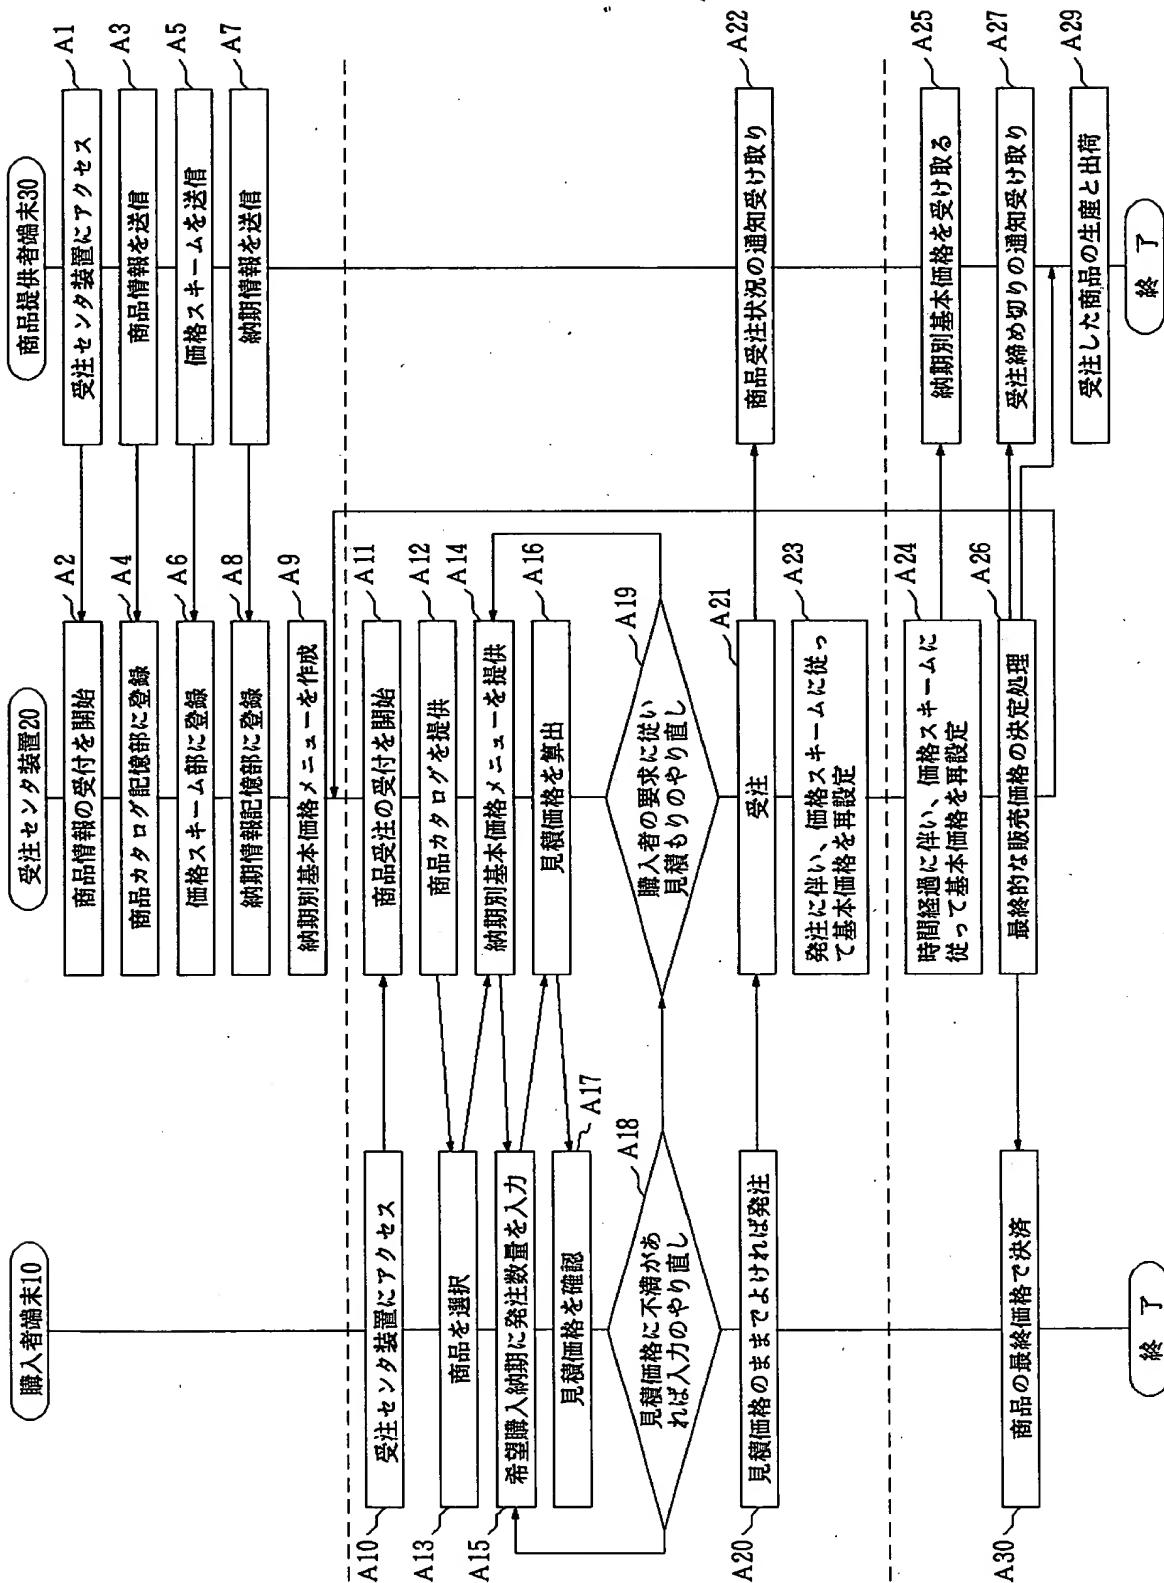 購入者端末10
受注センタ装置20
商品提供者端末30
受注センタ装置にアクセス
A1
商品情報の受付を開始
A2
商品情報を送信
A3
商品カタログ記憶部に登録
A4
価格スキームを送信
A5
価格スキーム部に登録
A6
納期情報を送信
A7
納期情報記憶部に登録
A8
納期別基本価格メニューを作成
A9
A10
受注センタ装置にアクセス
商品受注の受付を開始
A11
商品カタログを提供
A12
A13
商品を選択
納期別基本価格メニューを提供
A14
A15
希望購入納期に発注数量を入力
見積価格を算出
A16
見積価格を確認
A17
見積価格に不満があ
れば入力のやり直し
A18
購入者の要求に従い
見積もりのやり直し
A19
A20
見積価格のままでよければ発注
受注
A21
商品受注状況の通知受け取り
A22
発注に伴い、価格スキームに従っ
て基本価格を再設定
A23
時間経過に伴い、価格スキームに
従って基本価格を再設定
A24
納期別基本価格を受け取る
A25
最終的な販売価格の決定処理
A26
受注締め切りの通知受け取り
A27
受注した商品の生産と出荷
A29
A30
商品の最終価格で決済
終 了
終 了